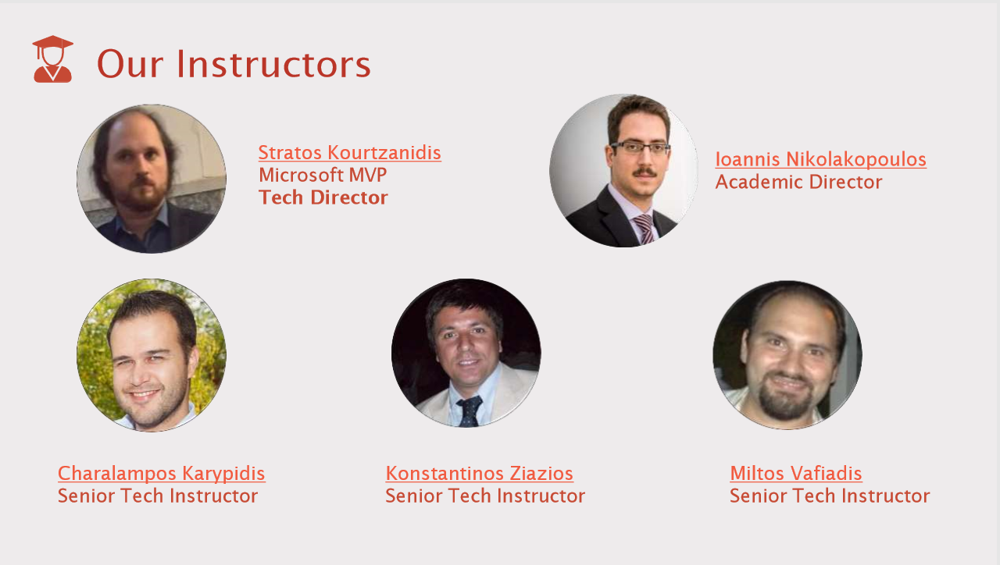 Our Instructors
Stratos Kourtzanidis
Microsoft MVP
Tech Director
Ioannis Nikolakopoulos
Academic Director
Charalampos Karypidis
Senior Tech Instructor
Konstantinos Ziazios
Senior Tech Instructor
Miltos Vafiadis
Senior Tech Instructor